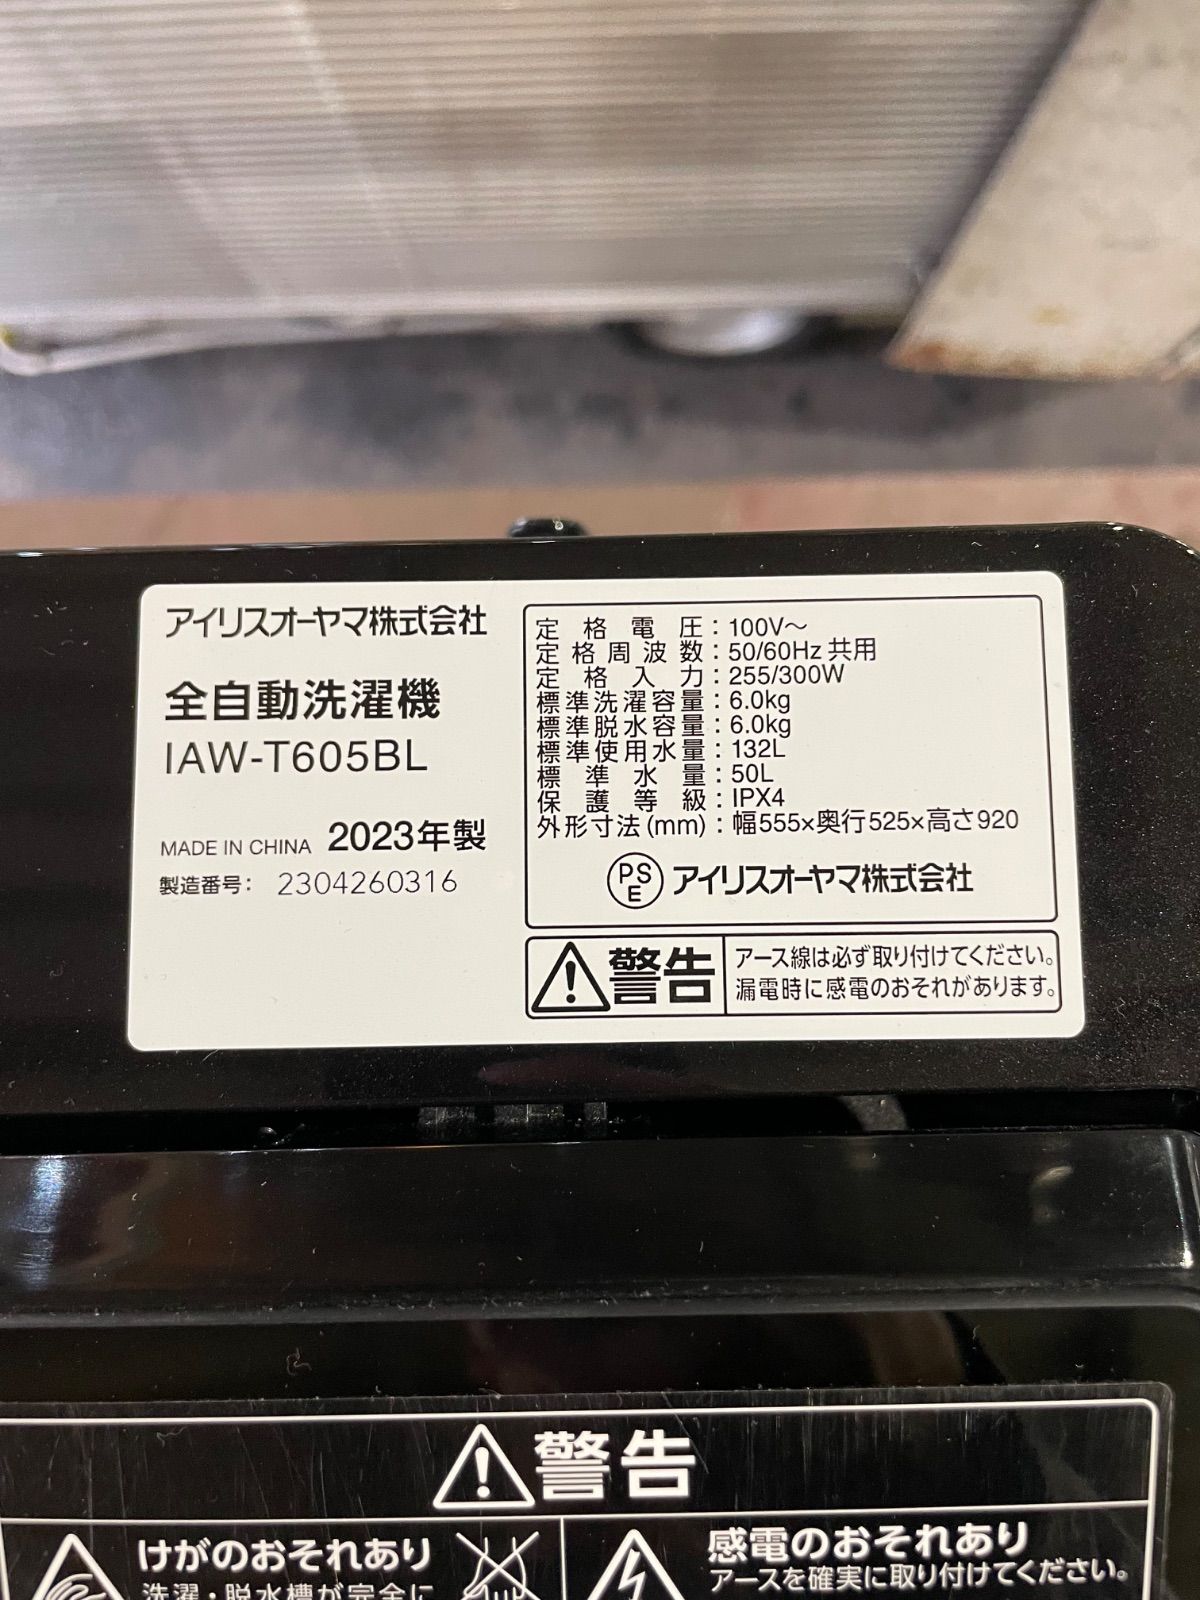 アイリスオーヤマ株式会社
全自動洗濯機
IAW-T605BL
MADE IN CHINA 2023年製
製造番号: 2304260316
定格電圧:100V〜
定格周波数:50/60Hz 共用
定格入力:255/300W
標準洗濯容量:6.0kg
標準脱水容量:6.0kg
標準使用水量:132L
標準水量:50L
保護等級:IPX4
外形寸法(mm):幅555×奥行525×高さ920
PSE アイリスオーヤマ株式会社
警告
アース線は必ず取り付けてください。
漏電時に感電のおそれがあります。
警告
けがのおそれあり
洗濯・脱水槽が完全に
感電のおそれあり
アースを確実に取り付けてください。